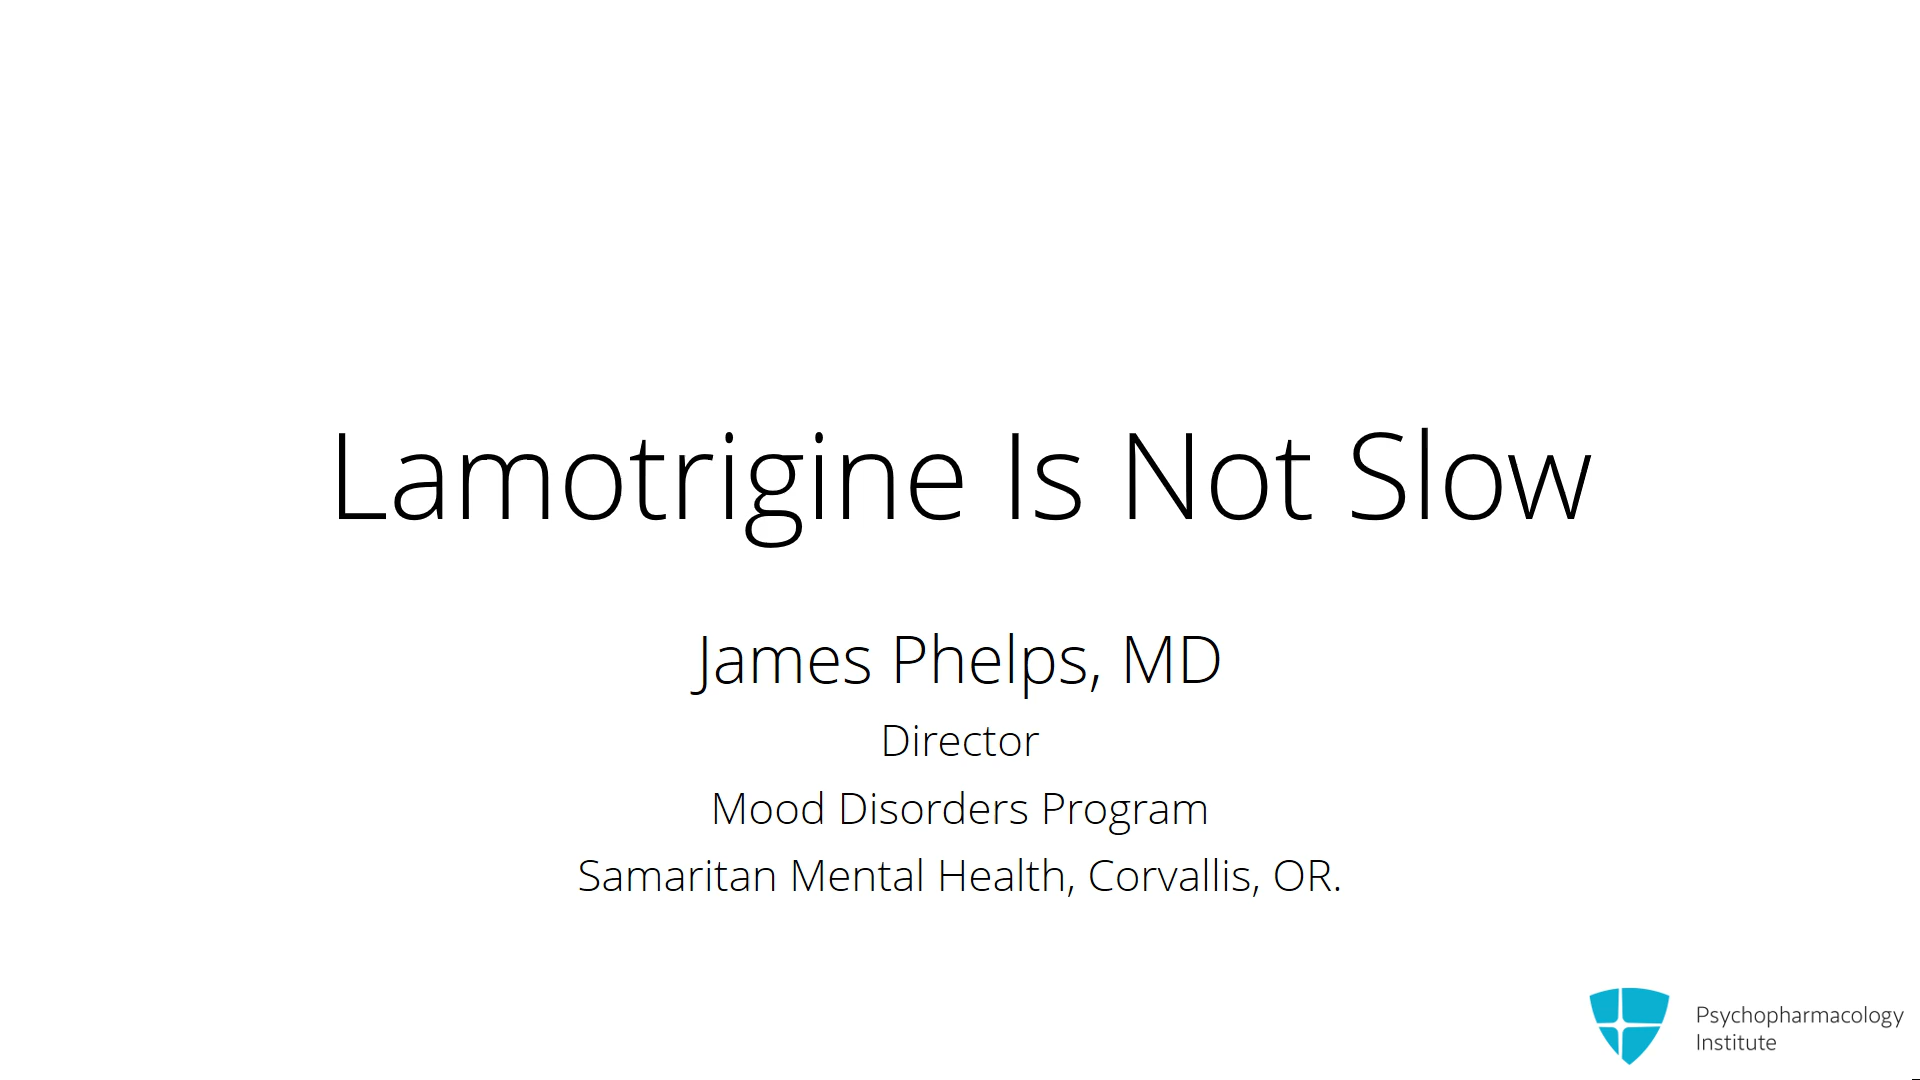 Lamotrigine Is Not Slow
James Phelps, MD
Director
Mood Disorders Program
Samaritan Mental Health, Corvallis, OR.
Psychopharmacology
Institute